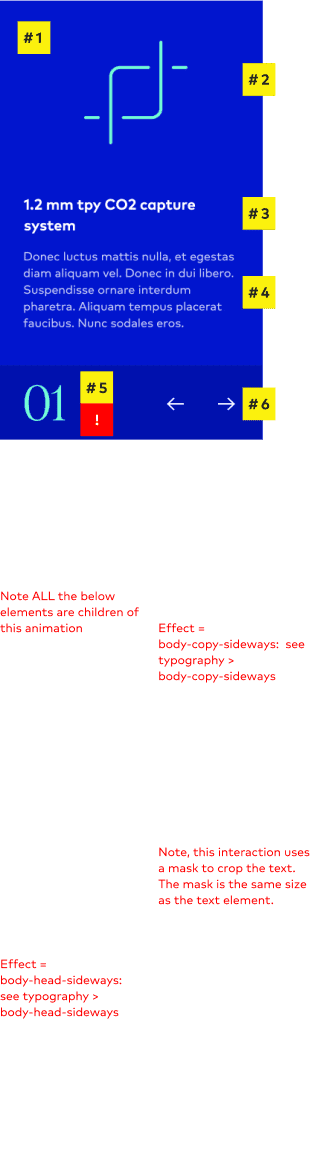 #1
#2
1.2 mm tpy CO2 capture
system
#3
Donec luctus mattis nulla, et egestas
diam aliquam vel. Donec in dui libero.
Suspendisse ornare interdum
pharetra. Aliquam tempus placerat
faucibus. Nunc sodales eros.
#4
01
#5
!
← →
#6
Note ALL the below
elements are children of
this animation
Effect =
body-copy-sideways: see
typography >
body-copy-sideways
Note, this interaction uses
a mask to crop the text.
The mask is the same size
as the text element.
Effect =
body-head-sideways:
see typography >
body-head-sideways